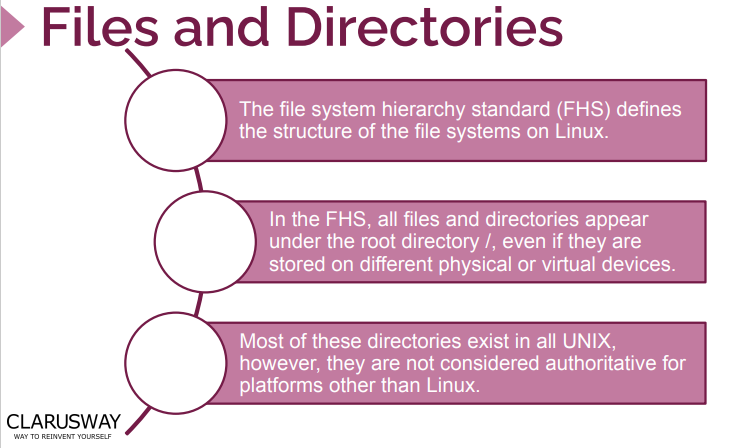 Files and Directories
The file system hierarchy standard (FHS) defines
the structure of the file systems on Linux.
In the FHS, all files and directories appear
under the root directory /, even if they are
stored on different physical or virtual devices.
Most of these directories exist in all UNIX,
however, they are not considered authoritative for
platforms other than Linux.
CLARUSWAY
WAY TO REINVENT YOURSELF